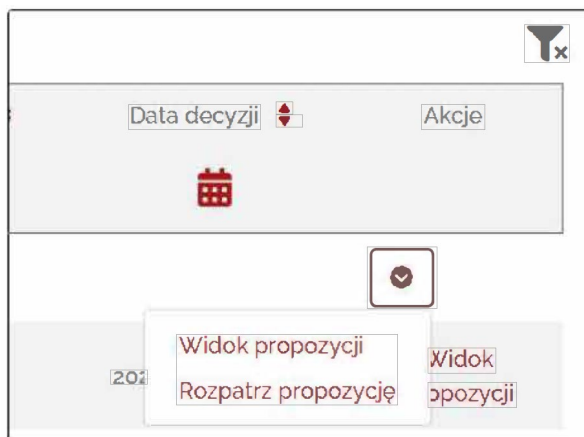 Data decyzji Akcje
Widok propozycji
Rozpatrz propozycję
Widok